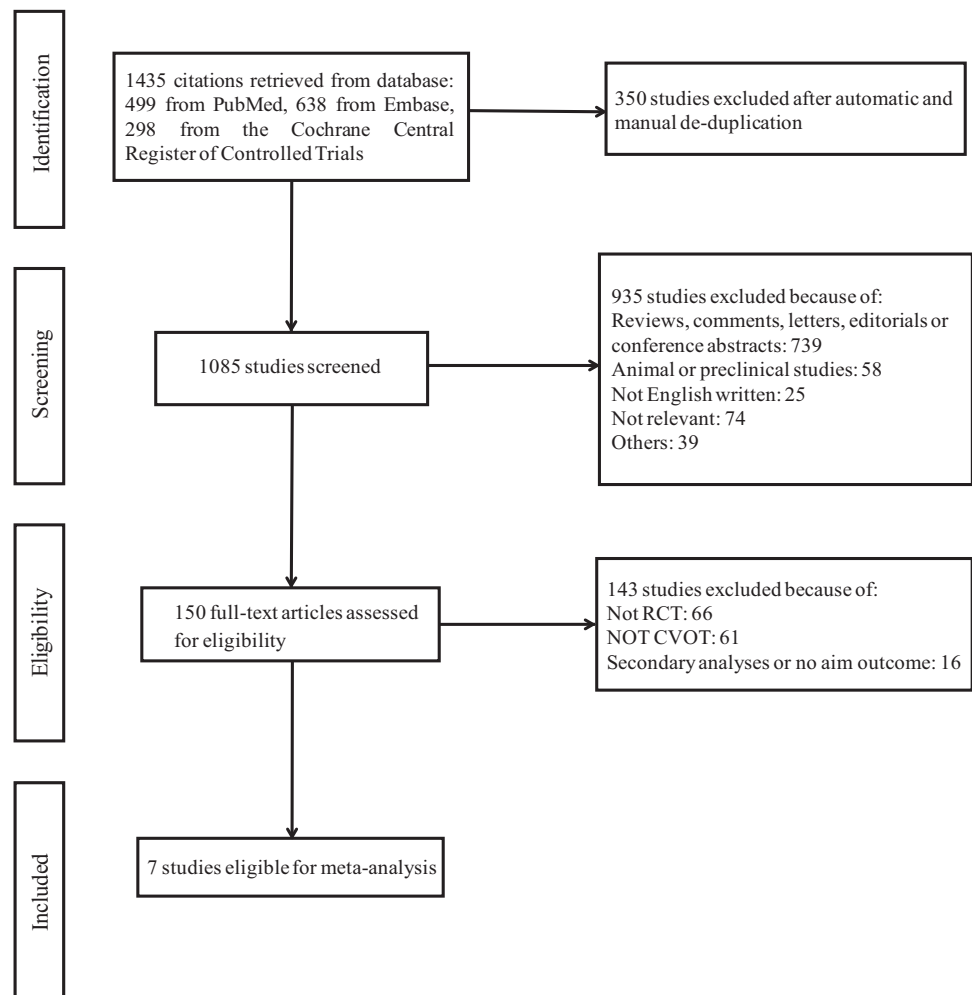 Identification
1435 citations retrieved from database:
499 from PubMed, 638 from Embase,
298 from the Cochrane Central
Register of Controlled Trials
350 studies excluded after automatic and
manual de-duplication
Screening
1085 studies screened
935 studies excluded because of:
Reviews, comments, letters, editorials or
conference abstracts: 739
Animal or preclinical studies: 58
Not English written: 25
Not relevant: 74
Others: 39
Eligibility
150 full-text articles assessed
for eligibility
143 studies excluded because of:
Not RCT: 66
NOT CVOT: 61
Secondary analyses or no aim outcome: 16
Included
7 studies eligible for meta-analysis